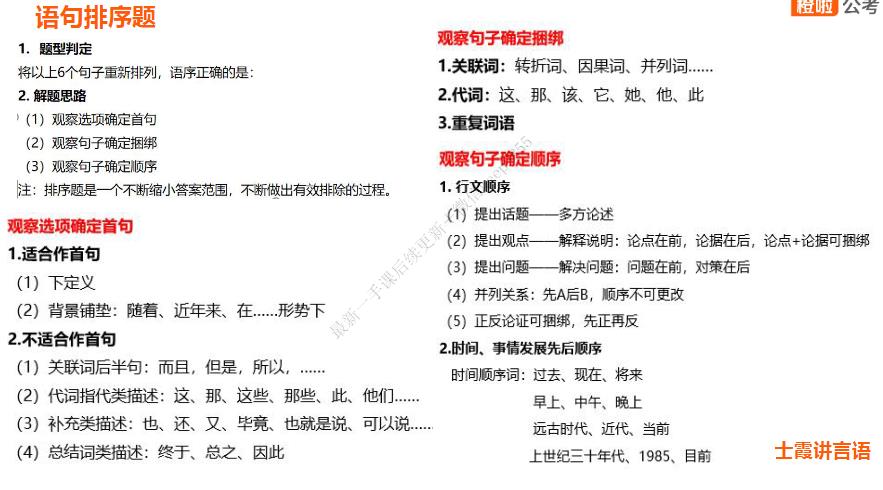 语句排序题
1. 题型判定
将以上6个句子重新排列，语序正确的是：
2. 解题思路
（1）观察选项确定首句
（2）观察句子确定捆绑
（3）观察句子确定顺序
注：排序题是一个不断缩小答案范围，不断做出有效排除的过程。
观察选项确定首句
1.适合作首句
（1）下定义
（2）背景铺垫：随着、近年来、在……形势下
2.不适合作首句
（1）关联词后半句：而且，但是，所以，……
（2）代词指代类描述：这、那、这些、那些、此、他们……
（3）补充类描述：也、还、又、毕竟、也就是说、可以说……
（4）总结词类描述：终于、总之、因此
橙啦 公考
观察句子确定捆绑
1.关联词：转折词、因果词、并列词……
2.代词：这、那、该、它、她、他、此
3.重复词语
观察句子确定顺序
1. 行文顺序
（1）提出话题——多方论述
（2）提出观点——解释说明：论点在前，论据在后，论点+论据可捆绑
（3）提出问题——解决问题：问题在前，对策在后
（4）并列关系：先A后B，顺序不可更改
（5）正反论证可捆绑，先正再反
2.时间、事情发展先后顺序
时间顺序词：过去、现在、将来
早上、中午、晚上
远古时代、近代、当前
上世纪三十年代、1985、目前
士霞讲言语
最新一手课后续更新